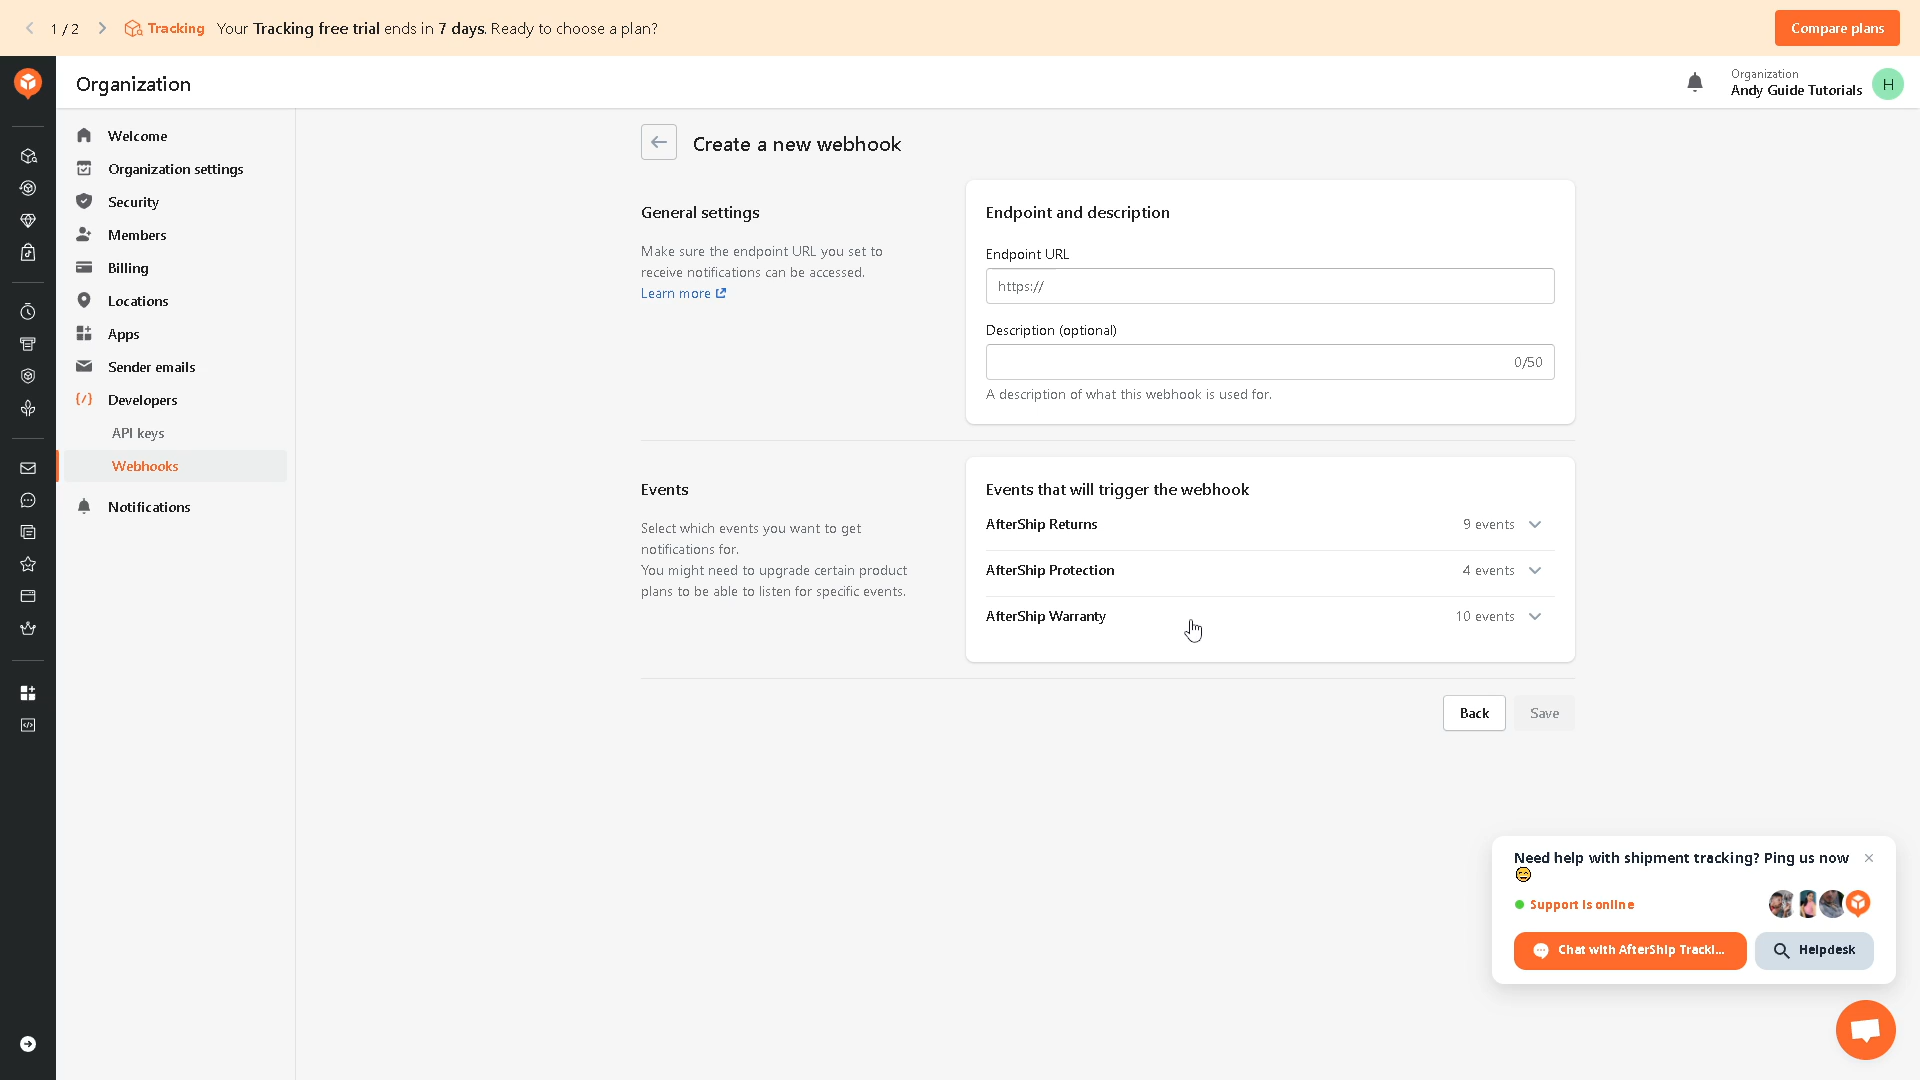 1 / 2
Tracking Your Tracking free trial ends in 7 days. Ready to choose a plan?
Compare plans
Organization
Organization
Andy Guide Tutorials
H
Welcome
Organization settings
Security
Members
Billing
Locations
Apps
Sender emails
Developers
API keys
Webhooks
Notifications
Create a new webhook
General settings
Make sure the endpoint URL you set to
receive notifications can be accessed.
Learn more
Endpoint and description
Endpoint URL
https://
Description (optional)
0/50
A description of what this webhook is used for.
Events
Select which events you want to get
notifications for.
You might need to upgrade certain product
plans to be able to listen for specific events.
Events that will trigger the webhook
AfterShip Returns 9 events
AfterShip Protection 4 events
AfterShip Warranty 10 events
Back
Save
Need help with shipment tracking? Ping us now
😄
Support is online
Chat with AfterShip Tracki...
Helpdesk